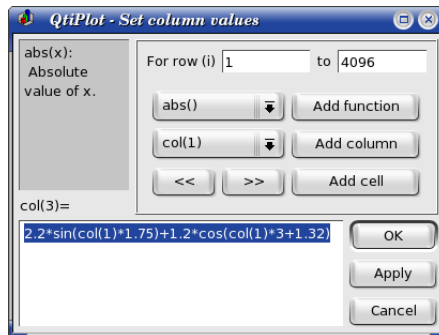 QtiPlot - Set column values
abs(x):
Absolute
value of x.
For row (i) 1 to 4096
abs() Add function
col(1) Add column
<< >> Add cell
col(3)=
2.2*sin(col(1)*1.75)+1.2*cos(col(1)*3+1.32)
OK
Apply
Cancel